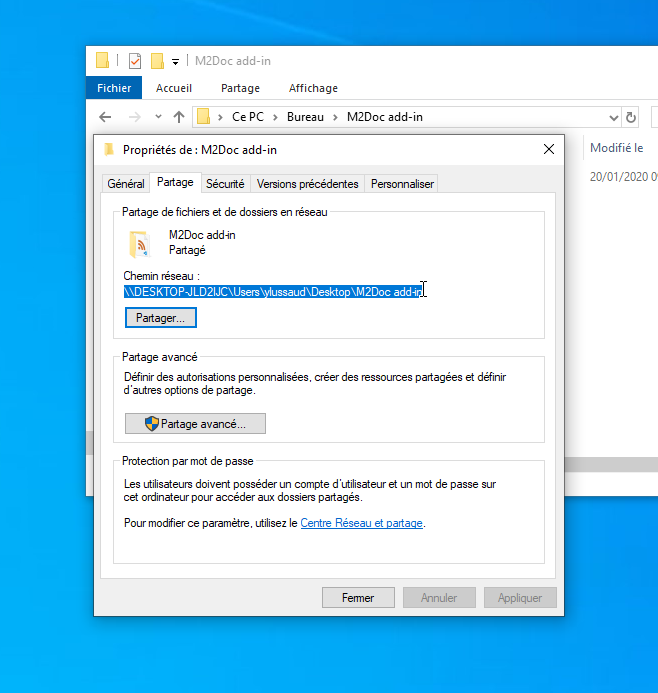 M2Doc add-in
Fichier Accueil Partage Affichage
Ce PC Bureau M2Doc add-in
Modifié le
20/01/2020 0
Propriétés de : M2Doc add-in
Général Partage Sécurité Versions précédentes Personnaliser
Partage de fichiers et de dossiers en réseau
M2Doc add-in
Partagé
Chemin réseau :
\\DESKTOP-JLD2IJC\Users\ylussaud\Desktop\M2Doc add-in
Partager...
Partage avancé
Définir des autorisations personnalisées, créer des ressources partagées et définir
d'autres options de partage.
Partage avancé...
Protection par mot de passe
Les utilisateurs doivent posséder un compte d'utilisateur et un mot de passe sur
cet ordinateur pour accéder aux dossiers partagés.
Pour modifier ce paramètre, utilisez le Centre Réseau et partage.
Fermer Annuler Appliquer